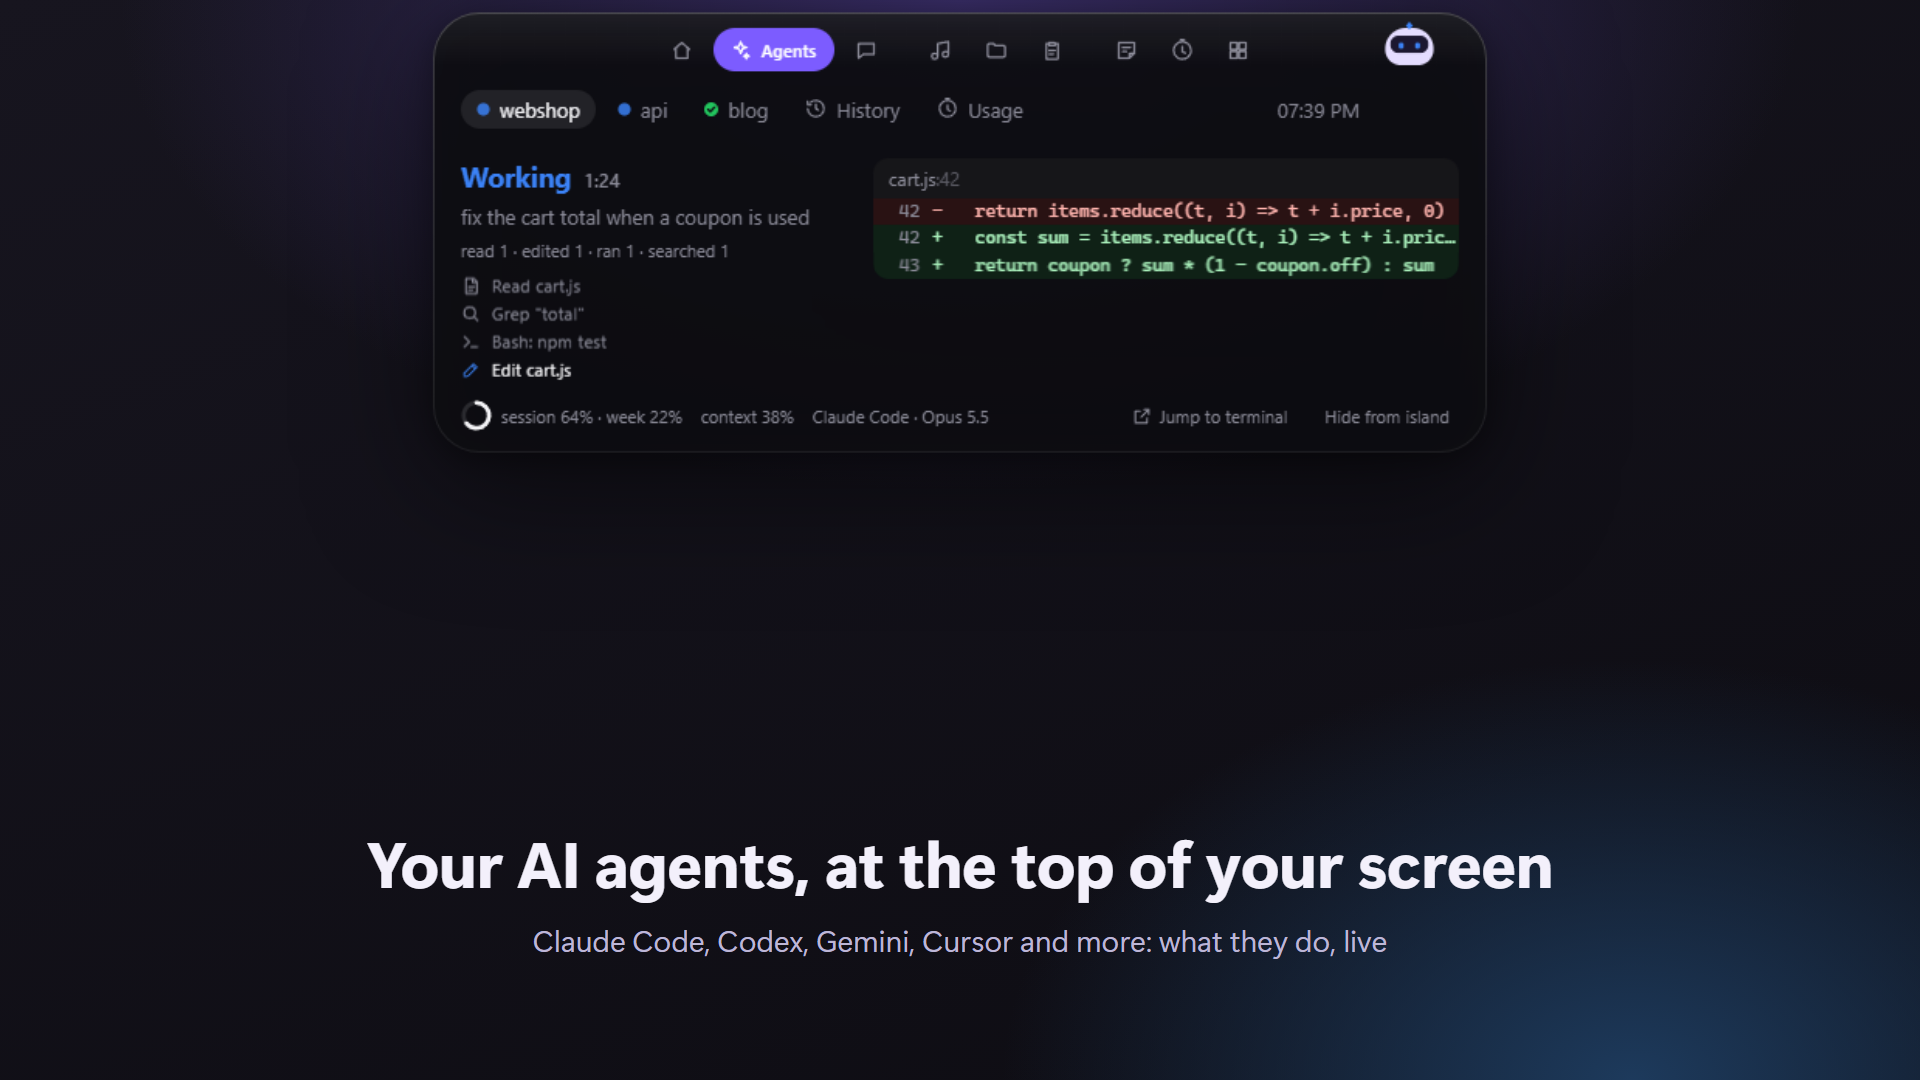 Agents
webshop api blog History Usage 07:39 PM
Working 1:24
fix the cart total when a coupon is used
read 1 · edited 1 · ran 1 · searched 1
Read cart.js
Grep "total"
Bash: npm test
Edit cart.js
cart.js:42
42 − return items.reduce((t, i) => t + i.price, 0)
42 + const sum = items.reduce((t, i) => t + i.pric…
43 + return coupon ? sum * (1 − coupon.off) : sum
session 64% · week 22% context 38% Claude Code · Opus 5.5 Jump to terminal Hide from island
Your AI agents, at the top of your screen
Claude Code, Codex, Gemini, Cursor and more: what they do, live